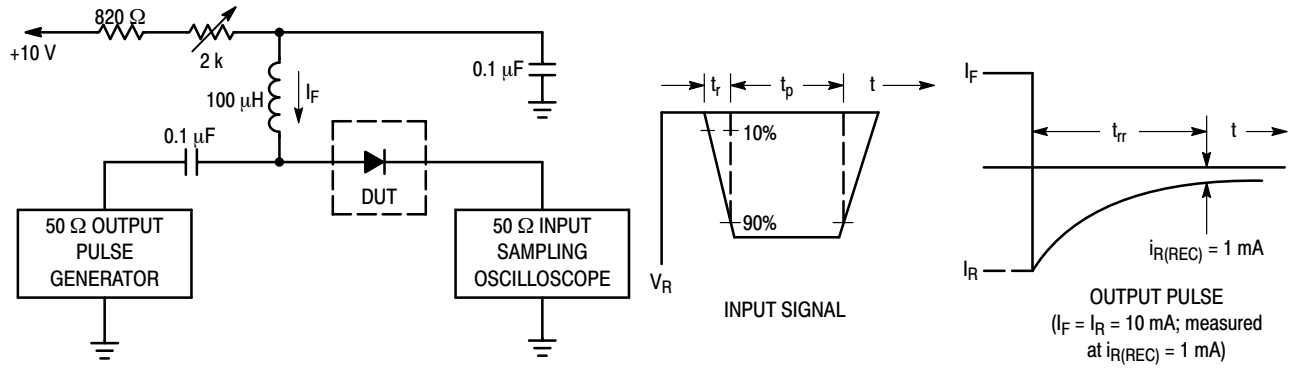 820 Ω
+10 V
2 k
0.1 μF
100 μH
I_F
0.1 μF
DUT
50 Ω OUTPUT
PULSE
GENERATOR
50 Ω INPUT
SAMPLING
OSCILLOSCOPE
t_r
t_p
t
10%
90%
V_R
INPUT SIGNAL
I_F
t_rr
t
i_R(REC) = 1 mA
I_R
OUTPUT PULSE
(I_F = I_R = 10 mA; measured
at i_R(REC) = 1 mA)